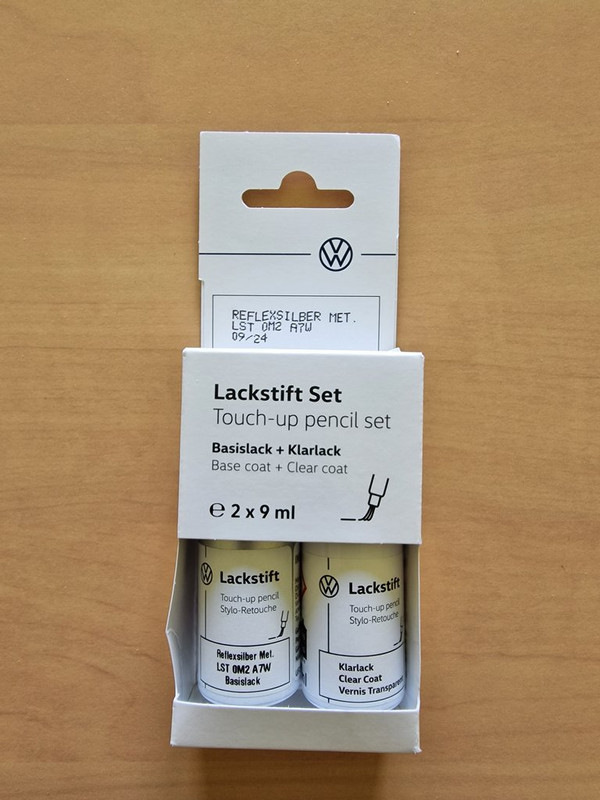 REFLEXSILBER MET.
LST 0M2 A7W
09/24
Lackstift Set
Touch-up pencil set
Basislack + Klarlack
Base coat + Clear coat
℮ 2 x 9 ml
Lackstift
Touch-up pencil
Stylo-Retouche
Reflexsilber Met.
LST 0M2 A7W
Basislack
Lackstift
Touch-up pencil
Stylo-Retouche
Klarlack
Clear Coat
Vernis Transparent